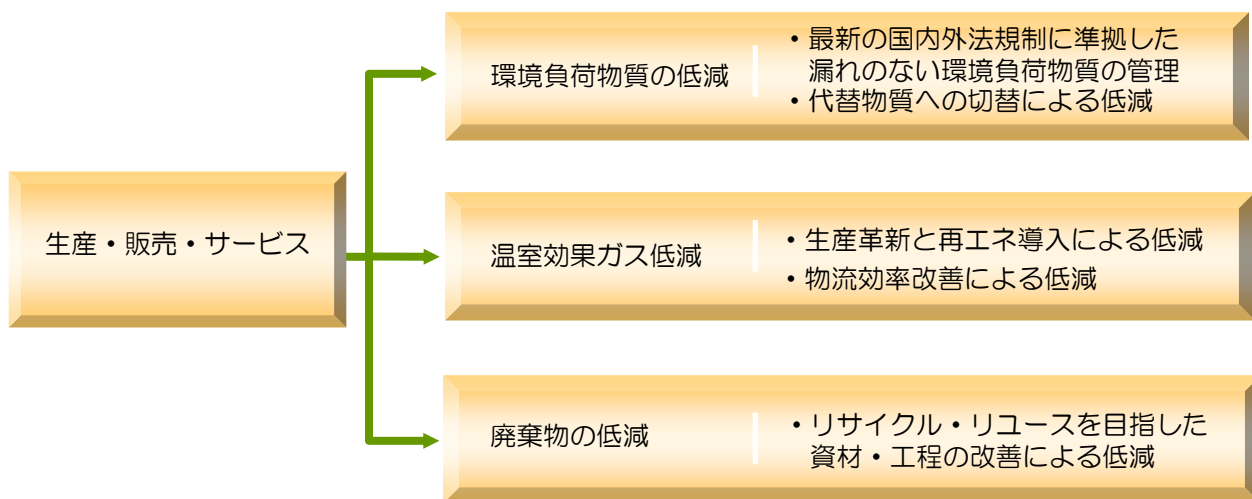 生産・販売・サービス
環境負荷物質の低減
・最新の国内外法規制に準拠した
漏れのない環境負荷物質の管理
・代替物質への切替による低減
温室効果ガス低減
・生産革新と再エネ導入による低減
・物流効率改善による低減
廃棄物の低減
・リサイクル・リユースを目指した
資材・工程の改善による低減